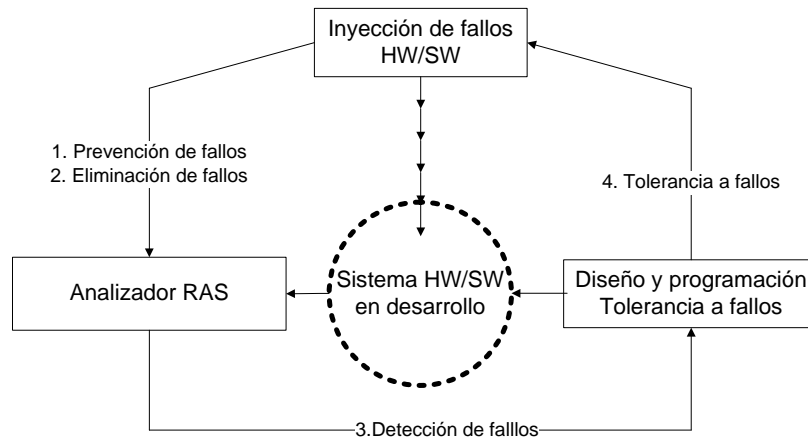 Inyección de fallos
HW/SW
1. Prevención de fallos
2. Eliminación de fallos
4. Tolerancia a fallos
Analizador RAS
Sistema HW/SW
en desarrollo
Diseño y programación
Tolerancia a fallos
3.Detección de falllos